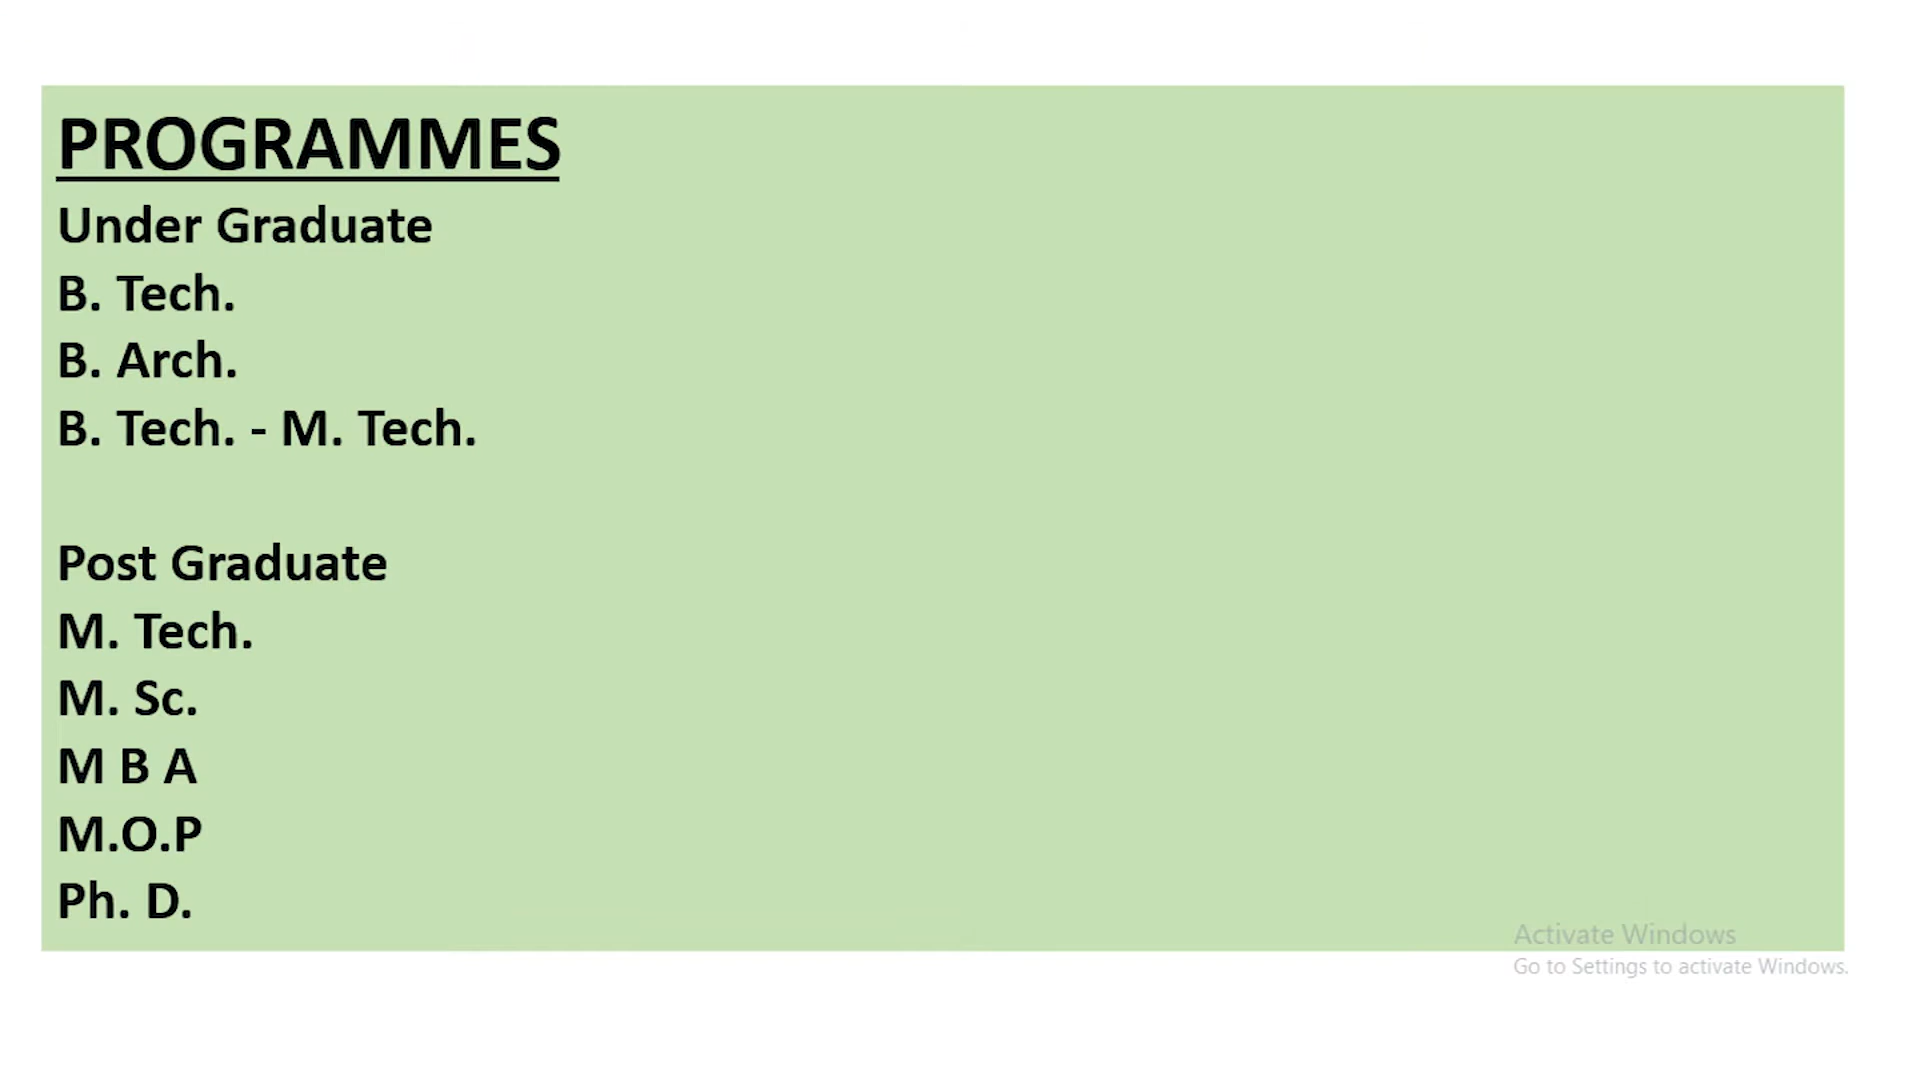 PROGRAMMES
Under Graduate
B. Tech.
B. Arch.
B. Tech. - M. Tech.
Post Graduate
M. Tech.
M. Sc.
M B A
M.O.P
Ph. D.
Activate Windows
Go to Settings to activate Windows.